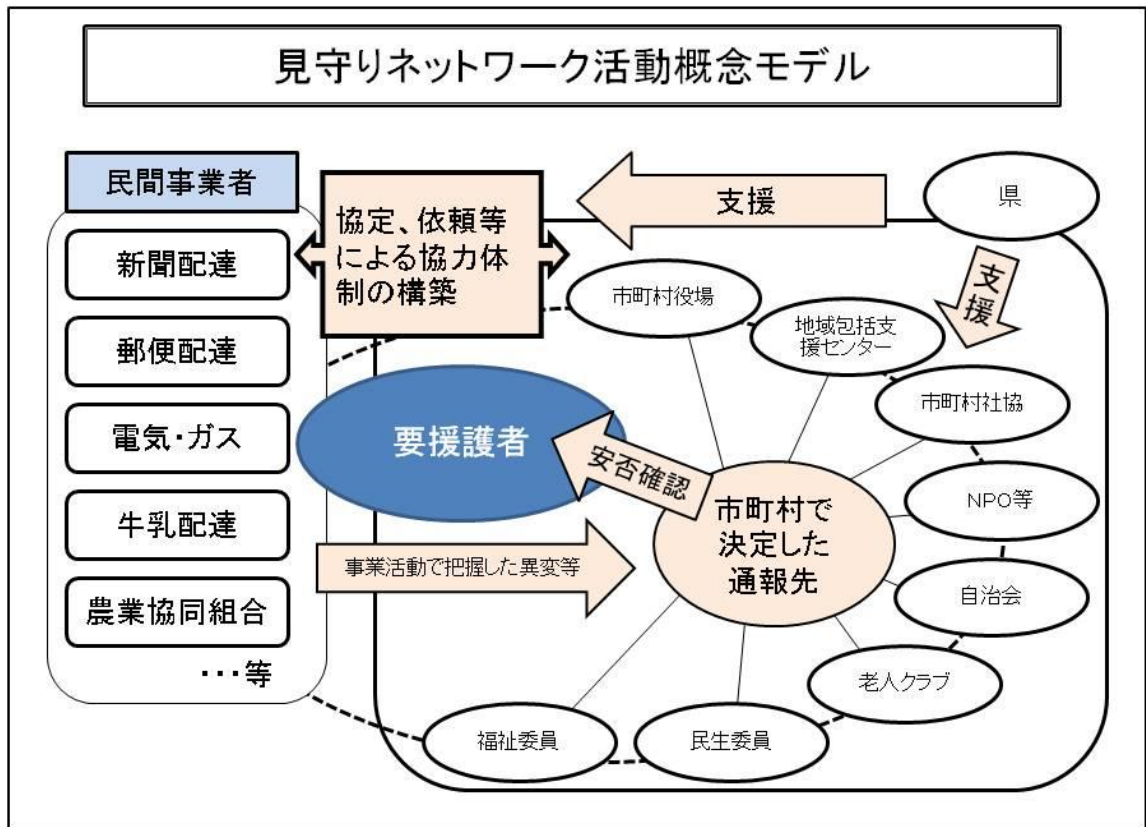 見守りネットワーク活動概念モデル
民間事業者
新聞配達
郵便配達
電気・ガス
牛乳配達
農業協同組合
・・・等
協定、依頼等
による協力体
制の構築
支援
県
支援
市町村役場
地域包括支
援センター
市町村社協
NPO等
自治会
老人クラブ
民生委員
福祉委員
要援護者
安否確認
市町村で
決定した
通報先
事業活動で把握した異変等